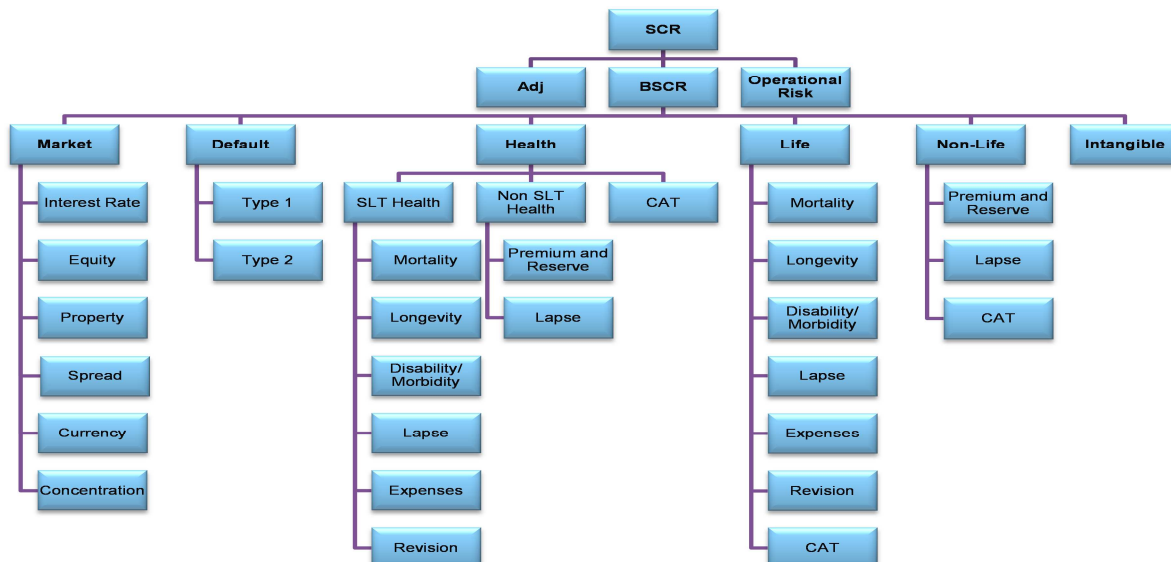 SCR
Adj
BSCR
Operational
Risk
Market
Default
Health
Life
Non-Life
Intangible
Interest Rate
Equity
Property
Spread
Currency
Concentration
Type 1
Type 2
SLT Health
Non SLT
Health
CAT
Mortality
Longevity
Disability/
Morbidity
Lapse
Expenses
Revision
Premium and
Reserve
Lapse
Mortality
Longevity
Disability/
Morbidity
Lapse
Expenses
Revision
CAT
Premium and
Reserve
Lapse
CAT